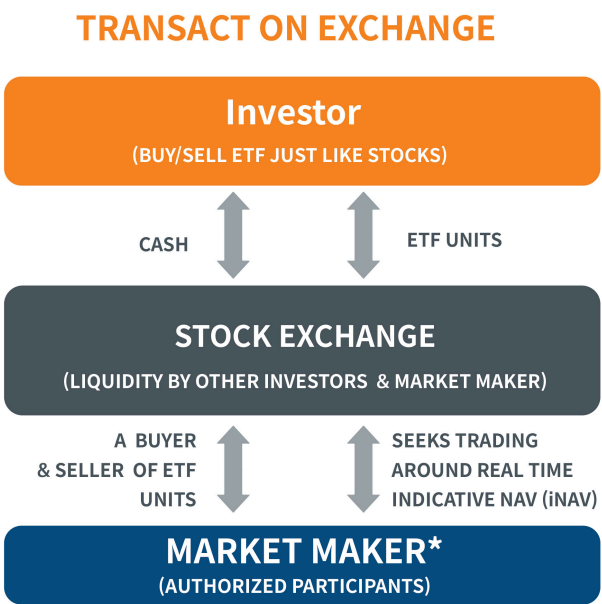 TRANSACT ON EXCHANGE
Investor
(BUY/SELL ETF JUST LIKE STOCKS)
CASH
ETF UNITS
STOCK EXCHANGE
(LIQUIDITY BY OTHER INVESTORS & MARKET MAKER)
A BUYER
& SELLER OF ETF
UNITS
SEEKS TRADING
AROUND REAL TIME
INDICATIVE NAV (iNAV)
MARKET MAKER*
(AUTHORIZED PARTICIPANTS)